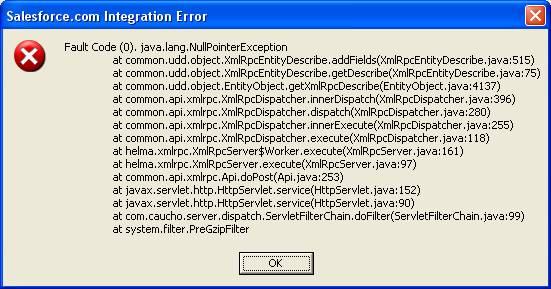 Salesforce.com Integration Error
Fault Code (0). java.lang.NullPointerException
at common.udd.object.XmlRpcEntityDescribe.addFields(XmlRpcEntityDescribe.java:515)
at common.udd.object.XmlRpcEntityDescribe.getDescribe(XmlRpcEntityDescribe.java:75)
at common.udd.object.EntityObject.getXmlRpcDescribe(EntityObject.java:4137)
at common.api.xmlrpc.XmlRpcDispatcher.innerDispatch(XmlRpcDispatcher.java:396)
at common.api.xmlrpc.XmlRpcDispatcher.dispatch(XmlRpcDispatcher.java:280)
at common.api.xmlrpc.XmlRpcDispatcher.innerExecute(XmlRpcDispatcher.java:255)
at common.api.xmlrpc.XmlRpcDispatcher.execute(XmlRpcDispatcher.java:118)
at helma.xmlrpc.XmlRpcServer$Worker.execute(XmlRpcServer.java:161)
at helma.xmlrpc.XmlRpcServer.execute(XmlRpcServer.java:97)
at common.api.xmlrpc.Api.doPost(Api.java:253)
at javax.servlet.http.HttpServlet.service(HttpServlet.java:152)
at javax.servlet.http.HttpServlet.service(HttpServlet.java:90)
at com.caucho.server.dispatch.ServletFilterChain.doFilter(ServletFilterChain.java:99)
at system.filter.PreGzipFilter
OK